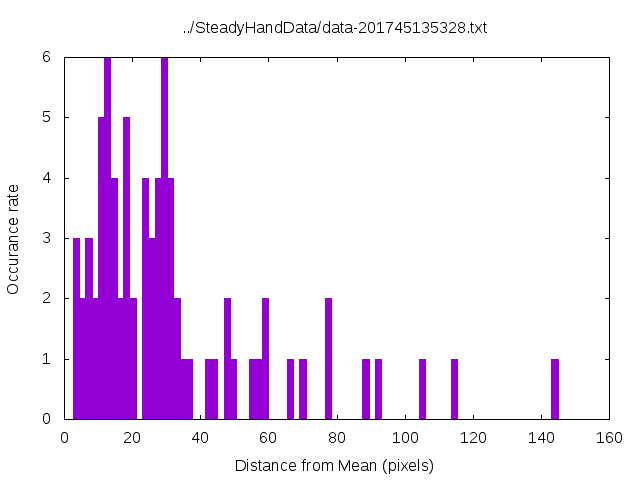 ../SteadyHandData/data-201745135328.txt
6
5
4
3
2
1
0
Occurance rate
0 20 40 60 80 100 120 140 160
Distance from Mean (pixels)